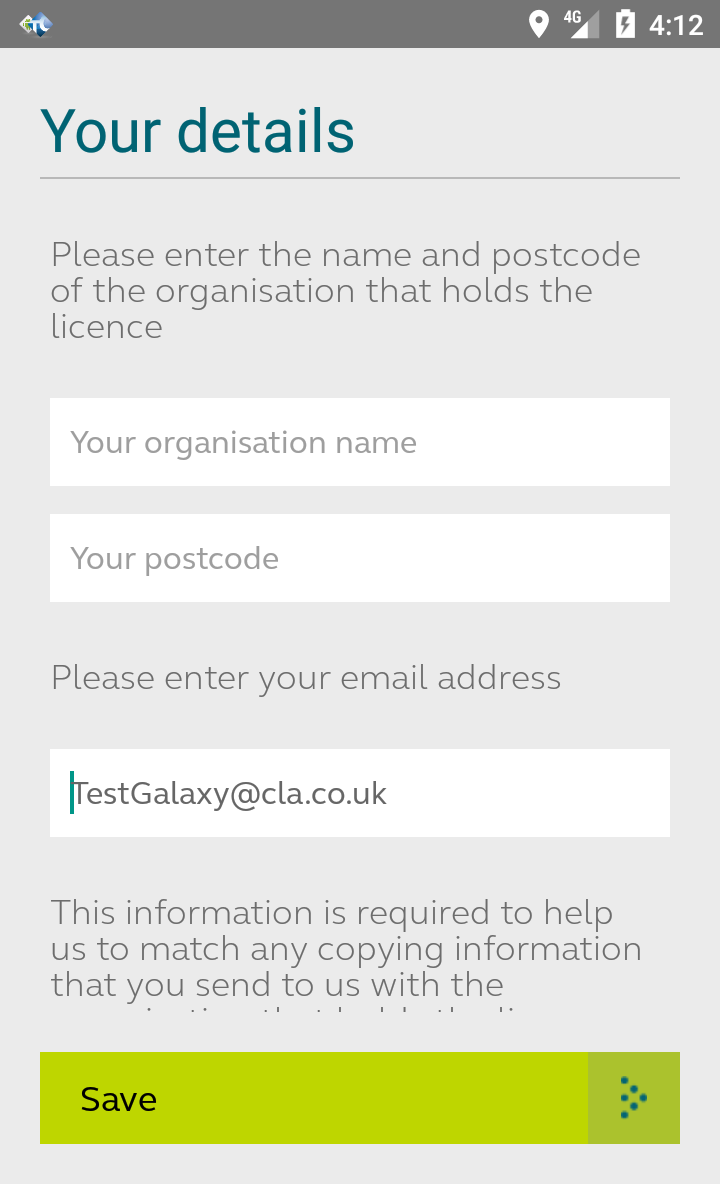 4G 4:12
Your details
Please enter the name and postcode
of the organisation that holds the
licence
Your organisation name
Your postcode
Please enter your email address
TestGalaxy@cla.co.uk
This information is required to help
us to match any copying information
that you send to us with the
Save